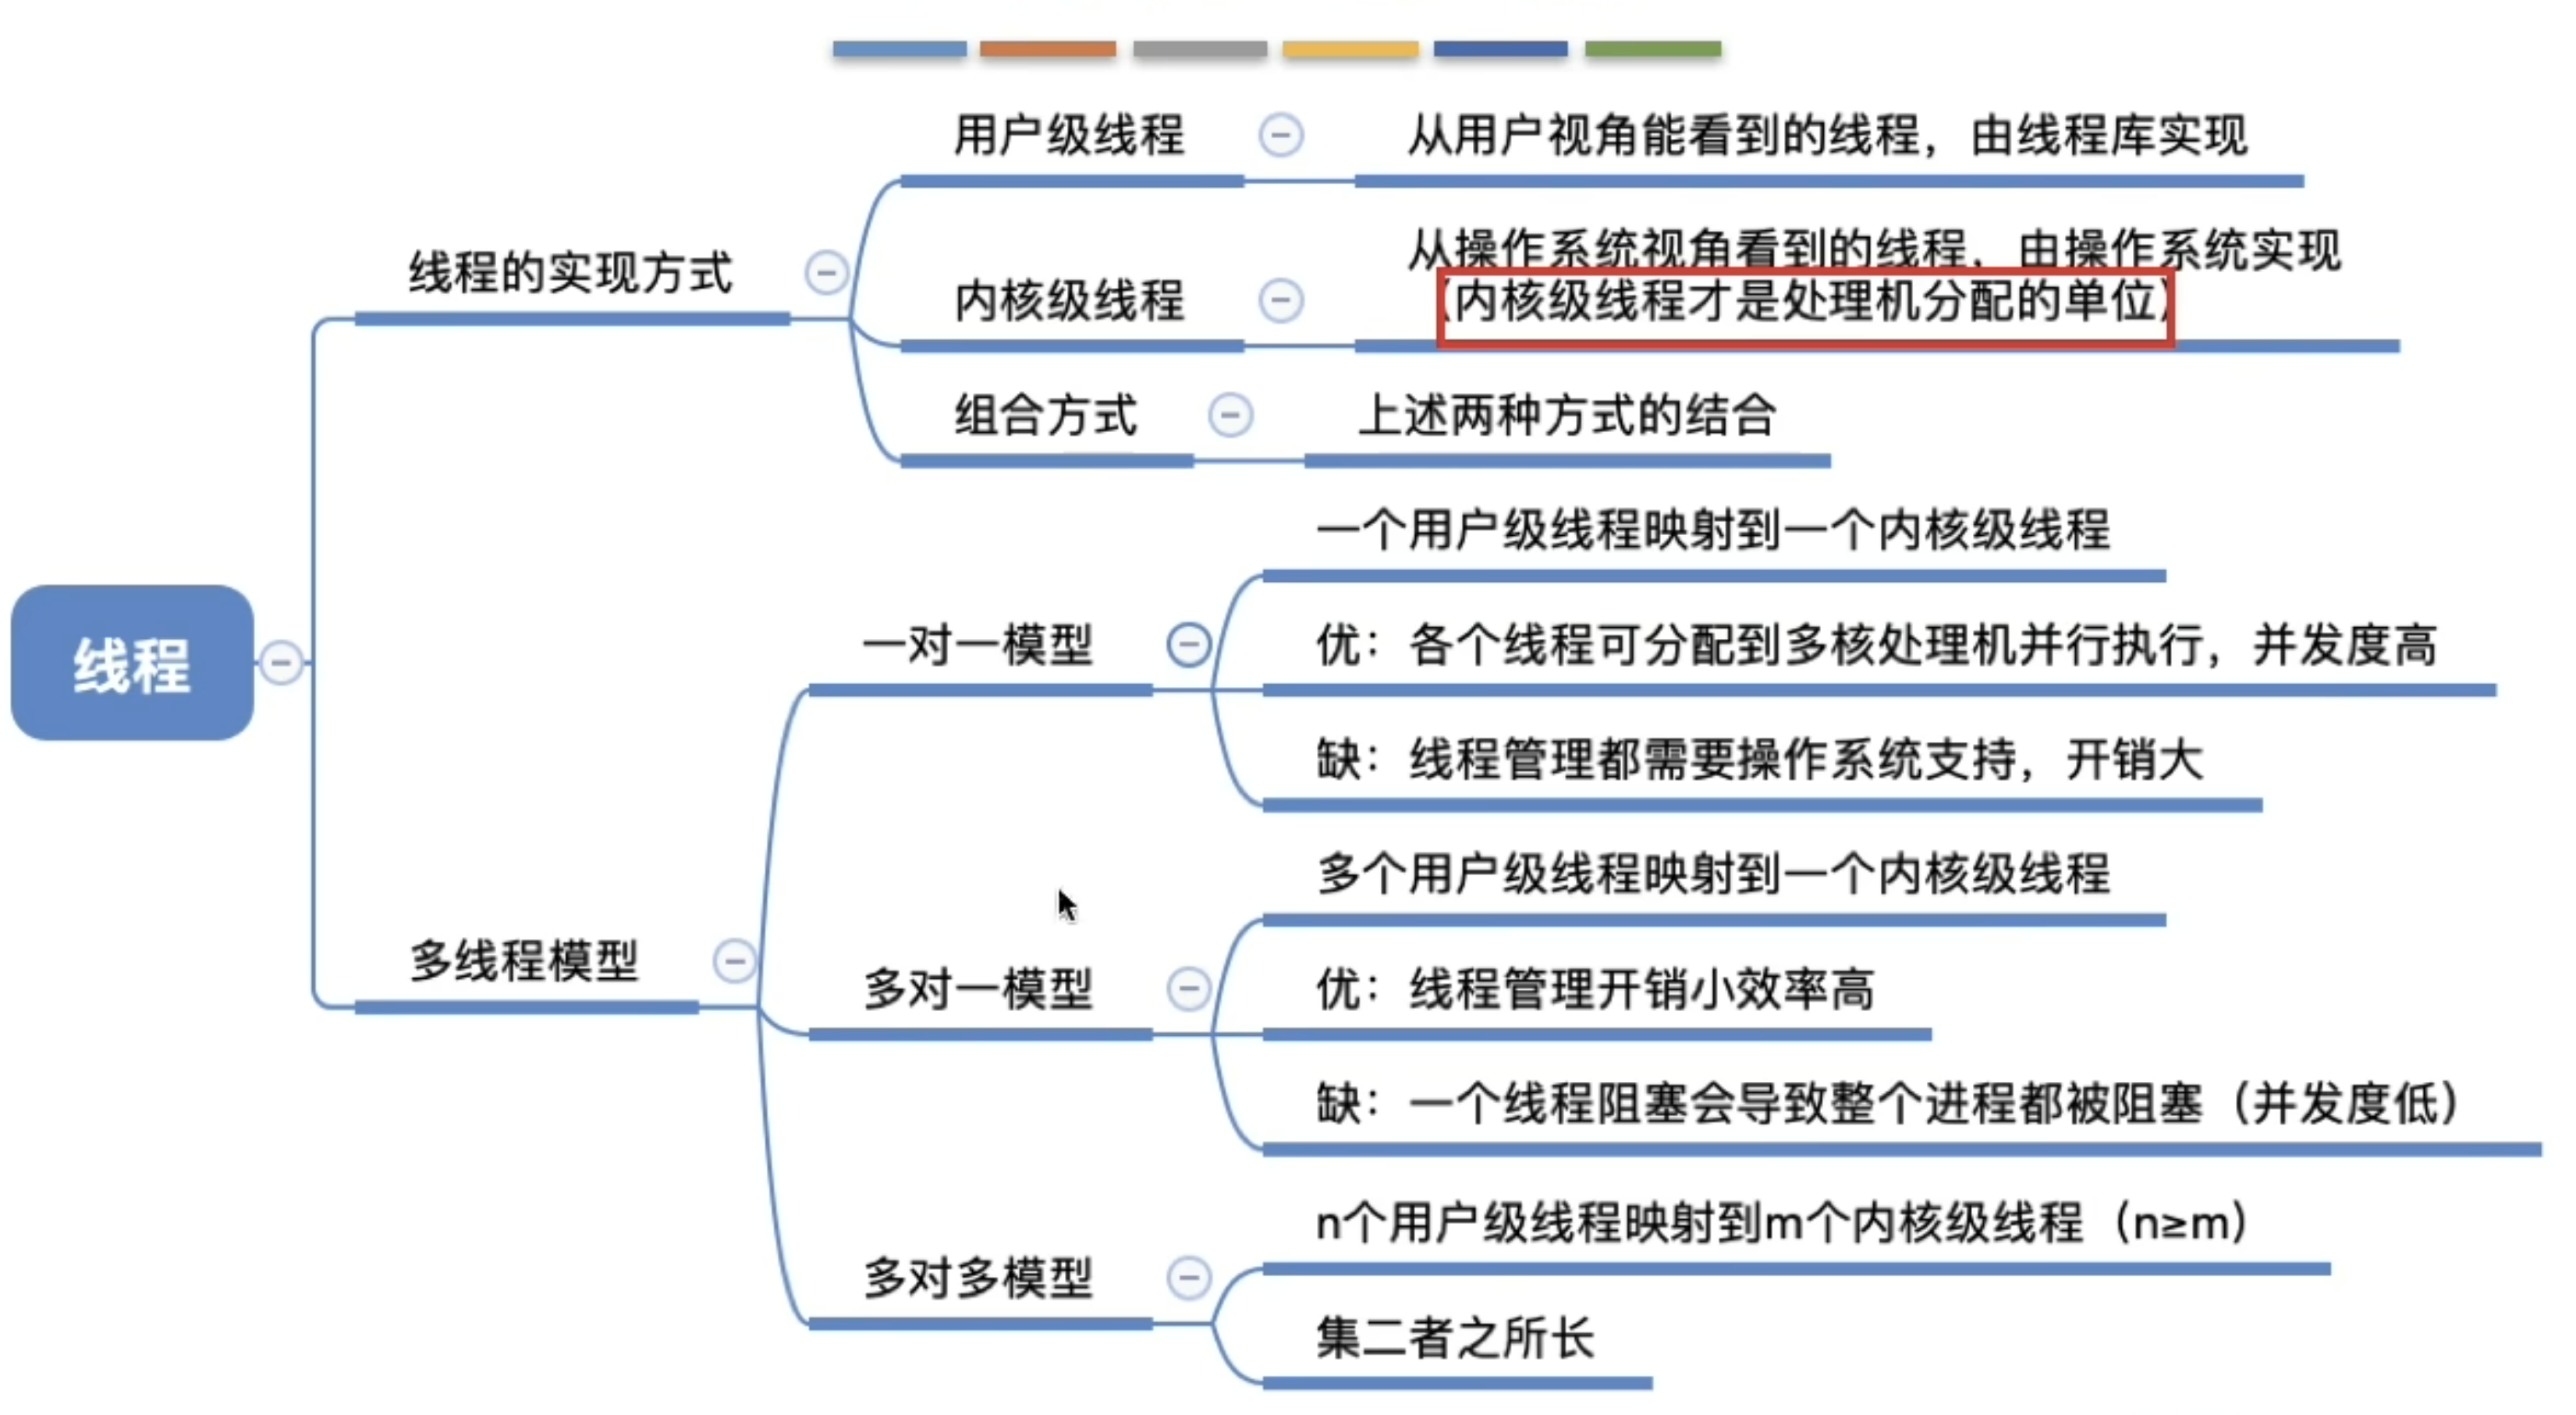 线程
线程的实现方式
用户级线程
从用户视角能看到的线程，由线程库实现
内核级线程
从操作系统视角看到的线程，由操作系统实现
（内核级线程才是处理机分配的单位）
组合方式
上述两种方式的结合
多线程模型
一对一模型
一个用户级线程映射到一个内核级线程
优：各个线程可分配到多核处理机并行执行，并发度高
缺：线程管理都需要操作系统支持，开销大
多对一模型
多个用户级线程映射到一个内核级线程
优：线程管理开销小效率高
缺：一个线程阻塞会导致整个进程都被阻塞（并发度低）
多对多模型
n个用户级线程映射到m个内核级线程（n≥m）
集二者之所长